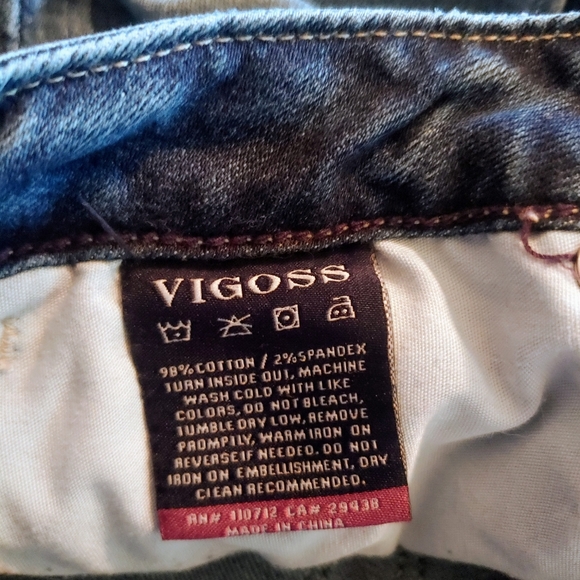 VIGOSS
98% COTTON / 2% SPANDEX
TURN INSIDE OUT, MACHINE
WASH COLD WITH LIKE
COLORS, DO NOT BLEACH,
TUMBLE DRY LOW, REMOVE
PROMPTLY, WARM IRON ON
REVERSE IF NEEDED. DO NOT
IRON ON EMBELLISHMENT, DRY
CLEAN RECOMMENDED.
RN# 110712 CA# 29438
MADE IN CHINA